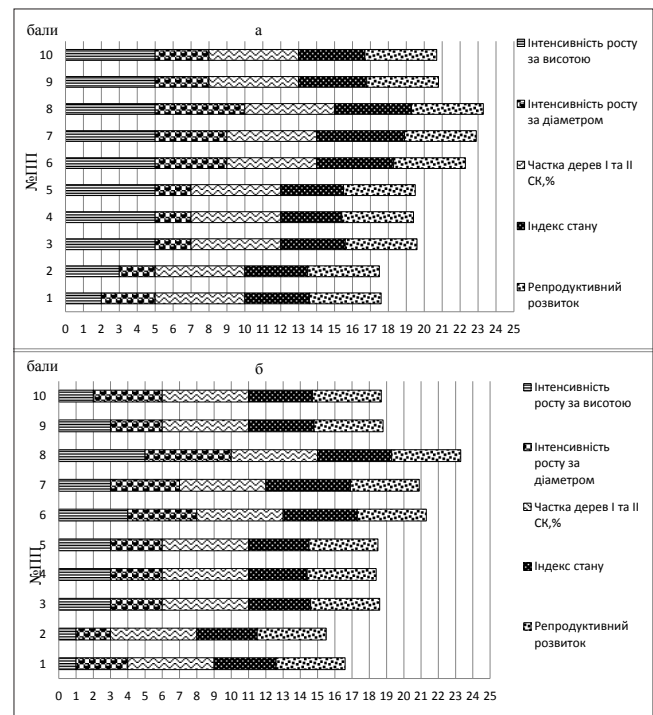 бали
а
10
9
8
7
6
5
4
3
2
1
№ПП
0 1 2 3 4 5 6 7 8 9 10 11 12 13 14 15 16 17 18 19 20 21 22 23 24 25
Інтенсивність росту
за висотою
Інтенсивність росту
за діаметром
Частка дерев І та ІІ
СК,%
Індекс стану
Репродуктивний
розвиток
бали
б
10
9
8
7
6
5
4
3
2
1
№ПП
0 1 2 3 4 5 6 7 8 9 10 11 12 13 14 15 16 17 18 19 20 21 22 23 24 25
Інтенсивність
росту за висотою
Інтенсивність
росту за
діаметром
Частка дерев І та ІІ
СК,%
Індекс стану
Репродуктивний
розвиток